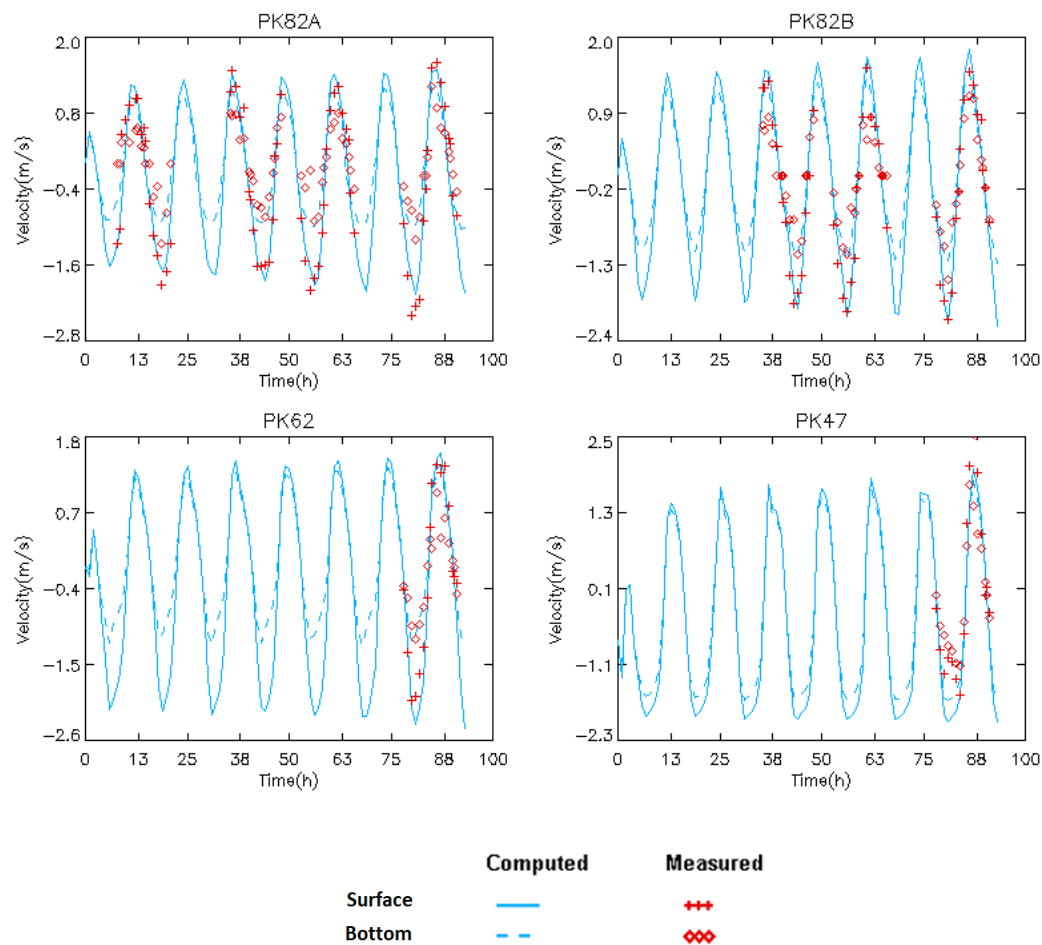 PK82A
2.0
0.8
−0.4
−1.6
−2.8
Velocity(m/s)
0 13 25 38 50 63 75 88 100
Time(h)
PK82B
2.0
0.9
−0.2
−1.3
−2.4
Velocity(m/s)
0 13 25 38 50 63 75 88 100
Time(h)
PK62
1.8
0.7
−0.4
−1.5
−2.6
Velocity(m/s)
0 13 25 38 50 63 75 88 100
Time(h)
PK47
2.5
1.3
0.1
−1.1
−2.3
Velocity(m/s)
0 13 25 38 50 63 75 88 100
Time(h)
Computed Measured
Surface
Bottom